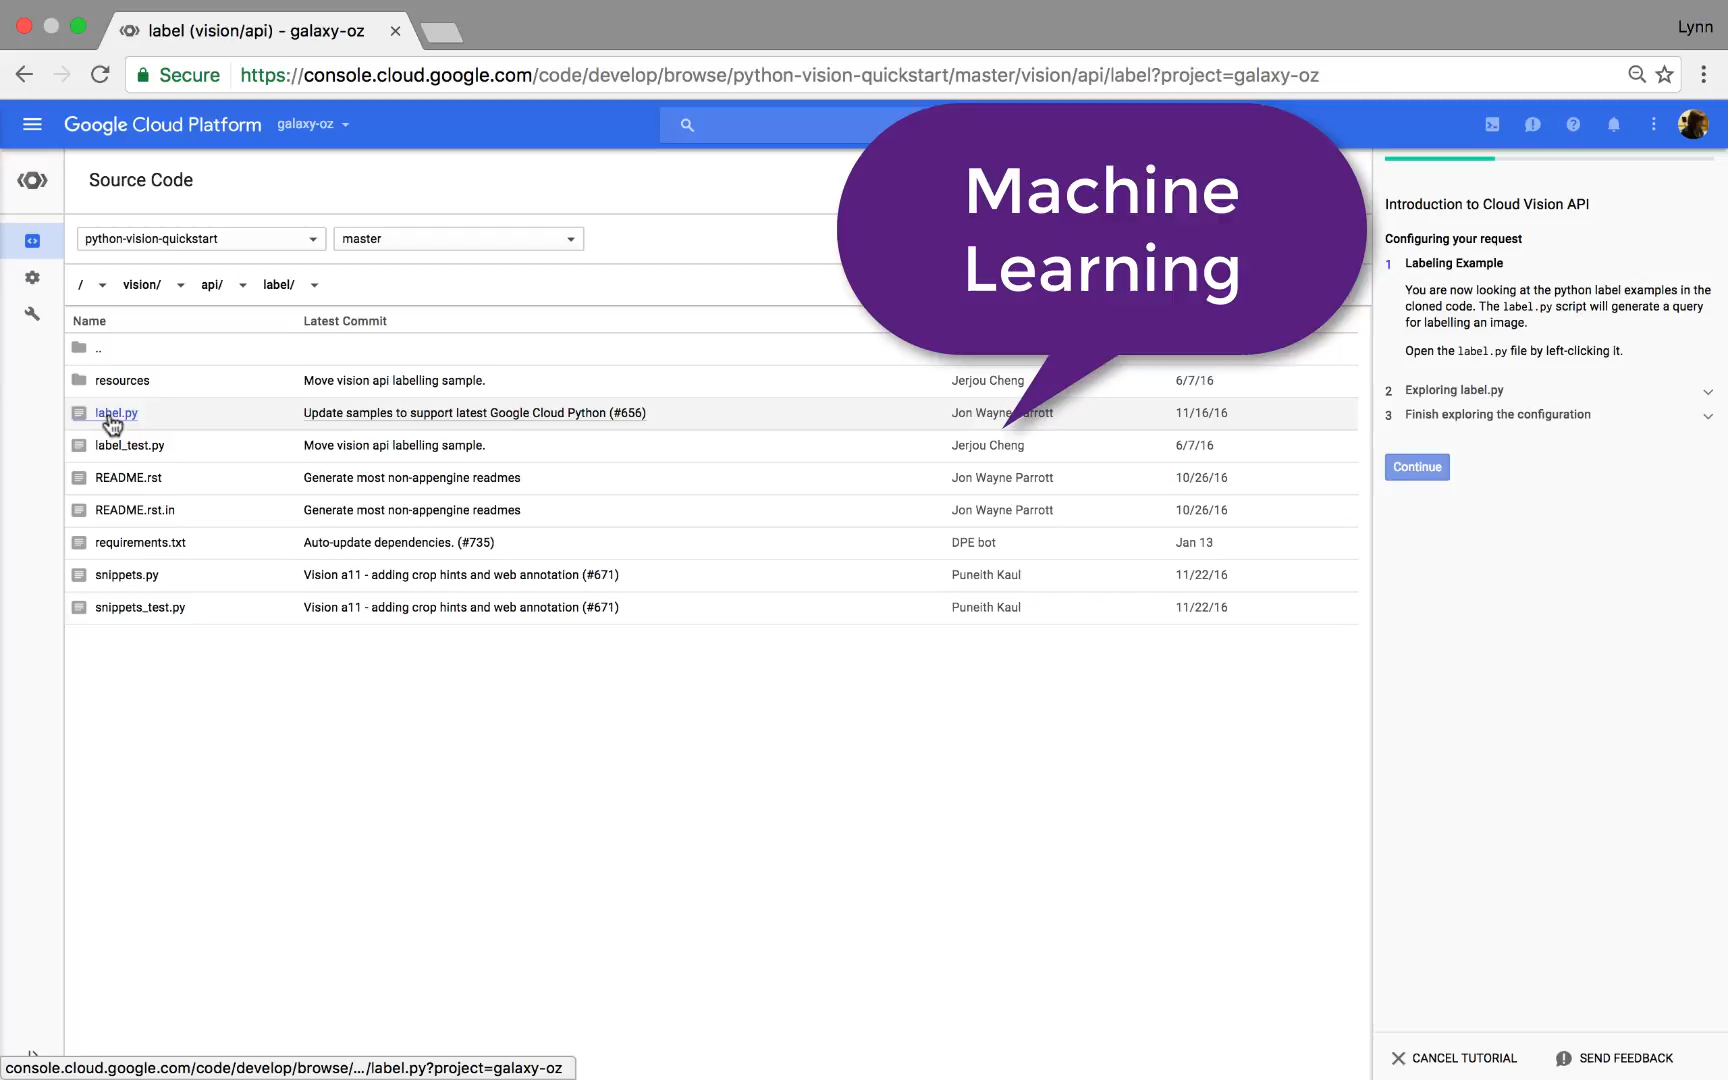 label (vision/api) - galaxy-oz
Lynn
Secure https://console.cloud.google.com/code/develop/browse/python-vision-quickstart/master/vision/api/label?project=galaxy-oz
Google Cloud Platform galaxy-oz
Machine
Learning
Source Code
python-vision-quickstart master
/ vision/ api/ label/
Name Latest Commit
..
resources Move vision api labelling sample. Jerjou Cheng 6/7/16
label.py Update samples to support latest Google Cloud Python (#656) Jon Wayne Parrott 11/16/16
label_test.py Move vision api labelling sample. Jerjou Cheng 6/7/16
README.rst Generate most non-appengine readmes Jon Wayne Parrott 10/26/16
README.rst.in Generate most non-appengine readmes Jon Wayne Parrott 10/26/16
requirements.txt Auto-update dependencies. (#735) DPE bot Jan 13
snippets.py Vision a11 - adding crop hints and web annotation (#671) Puneith Kaul 11/22/16
snippets_test.py Vision a11 - adding crop hints and web annotation (#671) Puneith Kaul 11/22/16
Introduction to Cloud Vision API
Configuring your request
1 Labeling Example
You are now looking at the python label examples in the
cloned code. The label.py script will generate a query
for labelling an image.
Open the label.py file by left-clicking it.
2 Exploring label.py
3 Finish exploring the configuration
Continue
CANCEL TUTORIAL SEND FEEDBACK
console.cloud.google.com/code/develop/browse/.../label.py?project=galaxy-oz